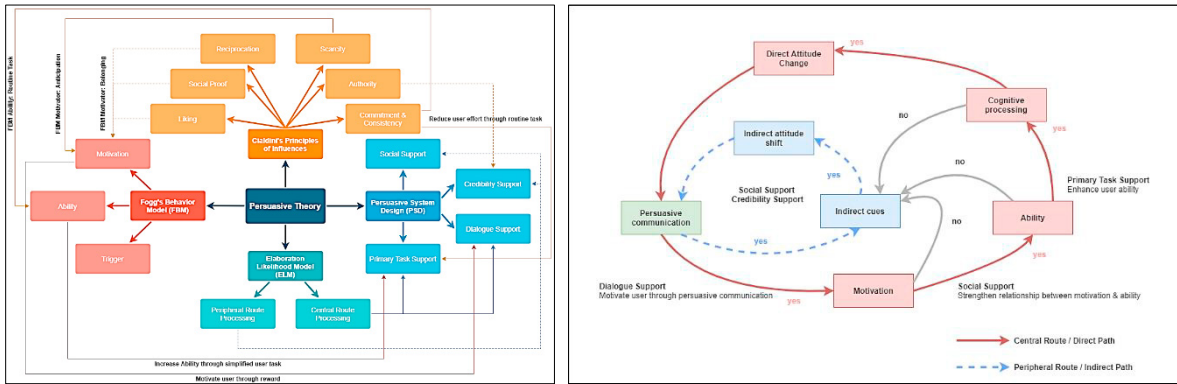 Reciprocation
Scarcity
Social Proof
Authority
Liking
Commitment &
Consistency
FBM Ability: Routine Task
FBM Motivator: Anticipation
FBM Motivator: Belonging
Reduce user effort through routine task
Cialdini's Principles
of Influences
Motivation
Social Support
Credibility Support
Ability
Fogg's Behavior
Model (FBM)
Persuasive Theory
Persuasive System
Design (PSD)
Dialogue Support
Trigger
Elaboration
Likelihood Model
(ELM)
Primary Task Support
Peripheral Route
Processing
Central Route
Processing
Increase Ability through simplified user task
Motivate user through reward
Direct Attitude
Change
yes
Cognitive
processing
no
yes
Indirect attitude
shift
no
yes
Primary Task Support
Enhance user ability
Social Support
Credibility Support
Persuasive
communication
Indirect cues
Ability
no
yes
yes
Dialogue Support
Motivate user through persuasive communication
yes
Motivation
Social Support
Strengthen relationship between motivation & ability
Central Route / Direct Path
Peripheral Route / Indirect Path